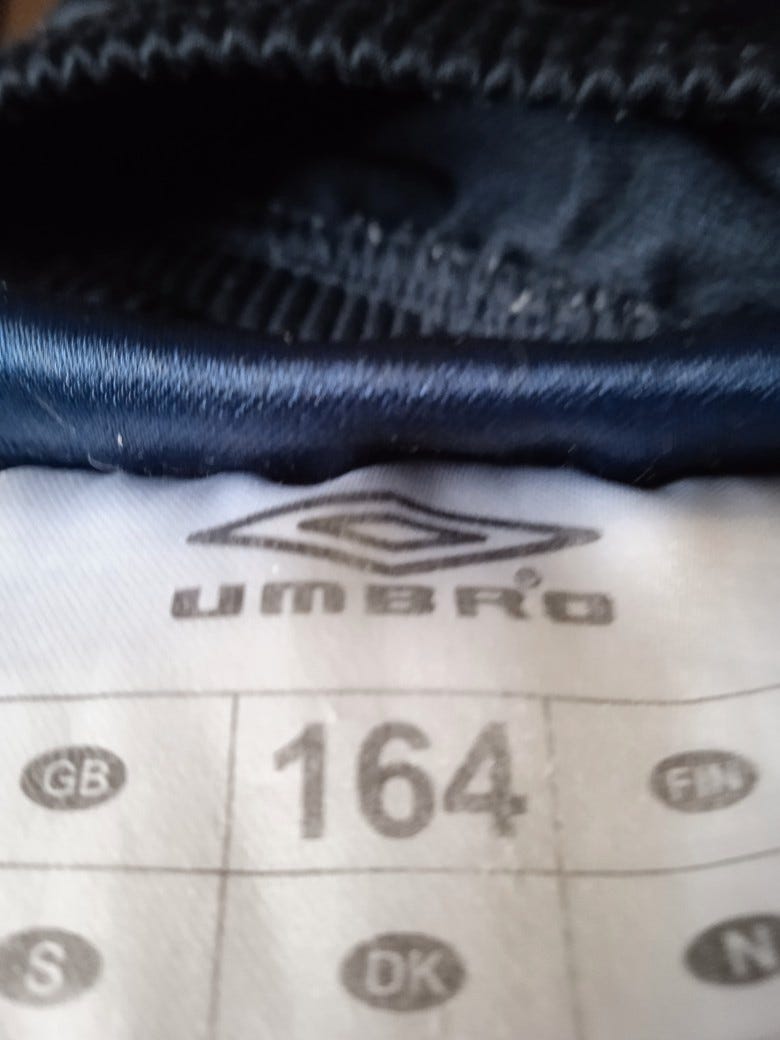 UMBRO®
GB 164 FIN
S DK N